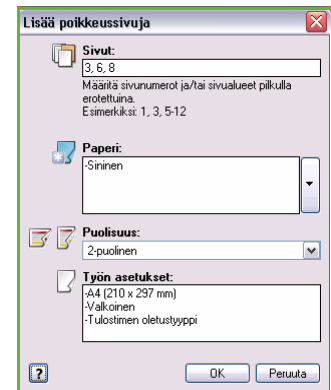 Lisää poikkeussivuja
Sivut:
3, 6, 8
Määritä sivunumerot ja/tai sivualueet pilkulla
erotettuina.
Esimerkiksi: 1, 3, 5-12
Paperi:
-Sininen
Puolisuus:
2-puolinen
Työn asetukset:
-A4 (210 x 297 mm)
-Valkoinen
-Tulostimen oletustyyppi
?
OK
Peruuta